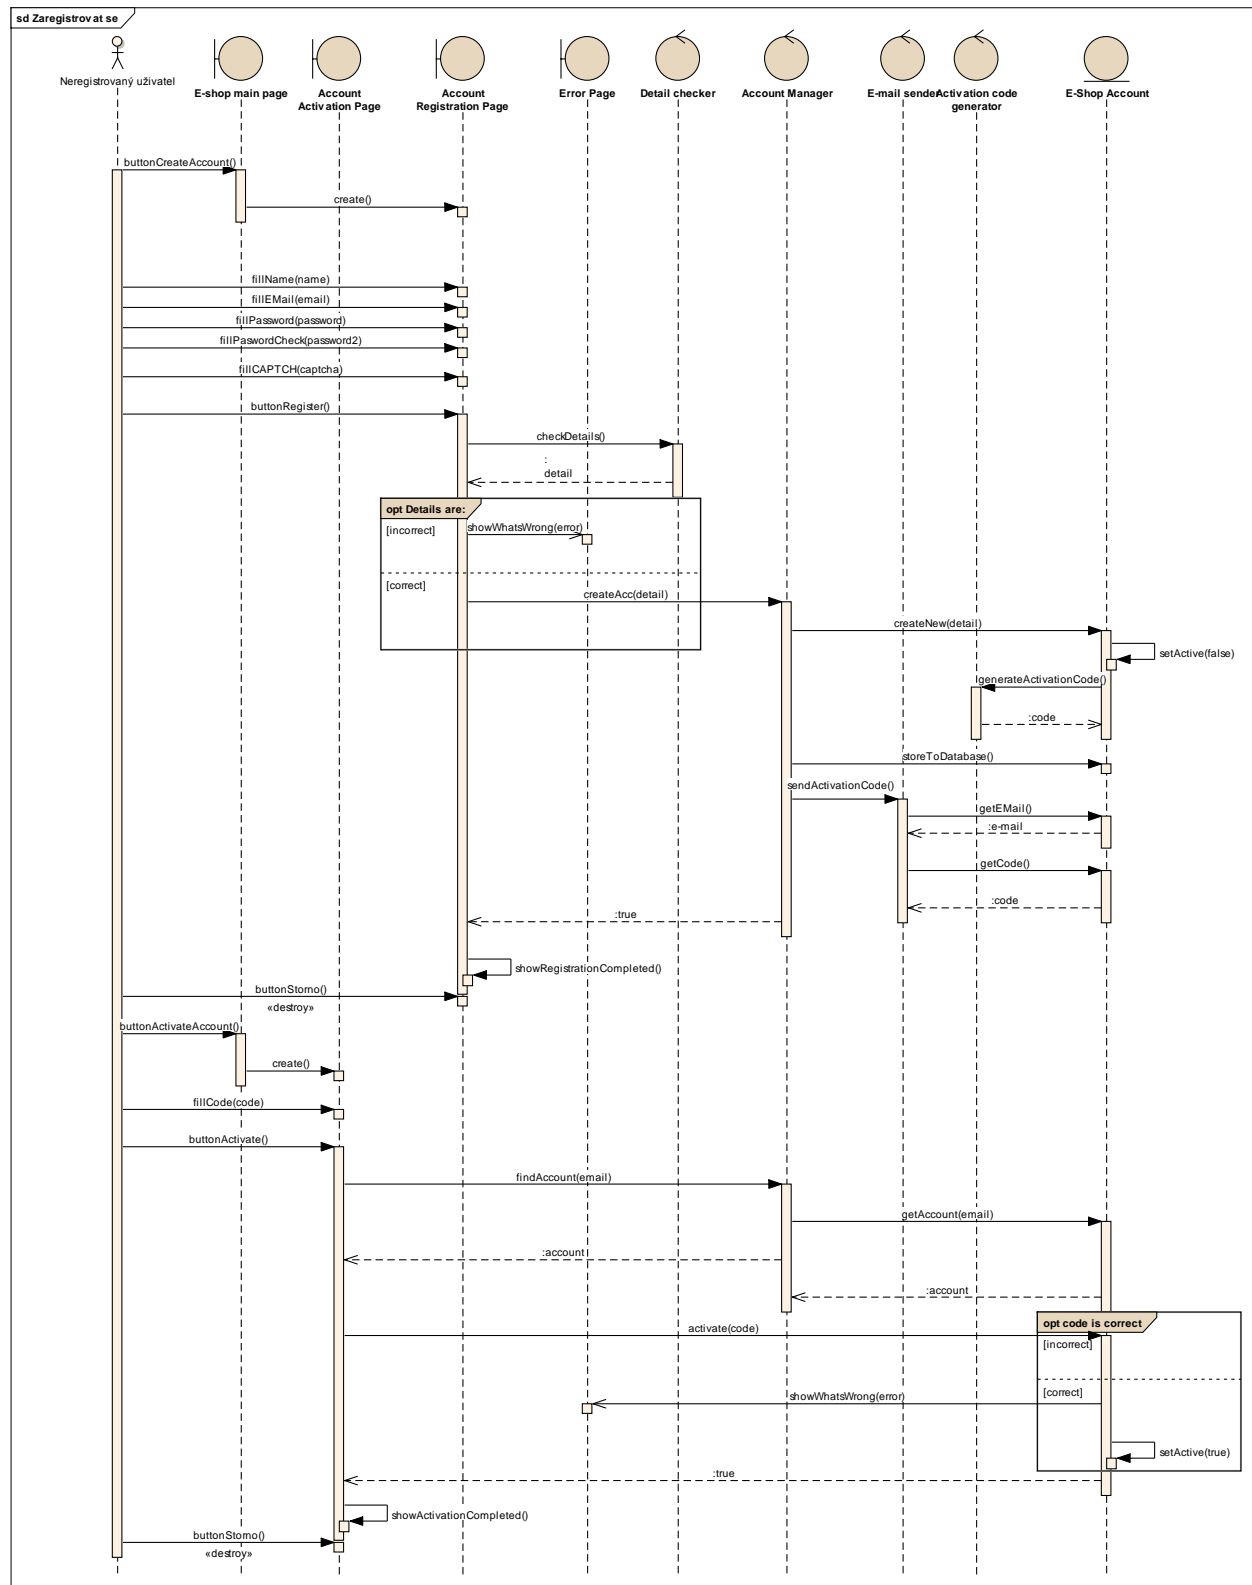 sd Zaregistrovat se
Neregistrovaný uživatel
E-shop main page
Account
Activation Page
Account
Registration Page
Error Page
Detail checker
Account Manager
E-mail sender
Activation code
generator
E-Shop Account
buttonCreateAccount()
create()
fillName(name)
fillEMail(email)
fillPassword(password)
fillPaswordCheck(password2)
fillCAPTCH(captcha)
buttonRegister()
checkDetails()
:
detail
opt Details are:
[incorrect]
showWhatsWrong(error)
[correct]
createAcc(detail)
createNew(detail)
setActive(false)
generateActivationCode()
:code
storeToDatabase()
sendActivationCode()
getEMail()
:e-mail
getCode()
:code
:true
showRegistrationCompleted()
buttonStorno()
«destroy»
buttonActivateAccount()
create()
fillCode(code)
buttonActivate()
findAccount(email)
getAccount(email)
:account
:account
opt code is correct
activate(code)
[incorrect]
[correct]
showWhatsWrong(error)
setActive(true)
:true
showActivationCompleted()
buttonStorno()
«destroy»